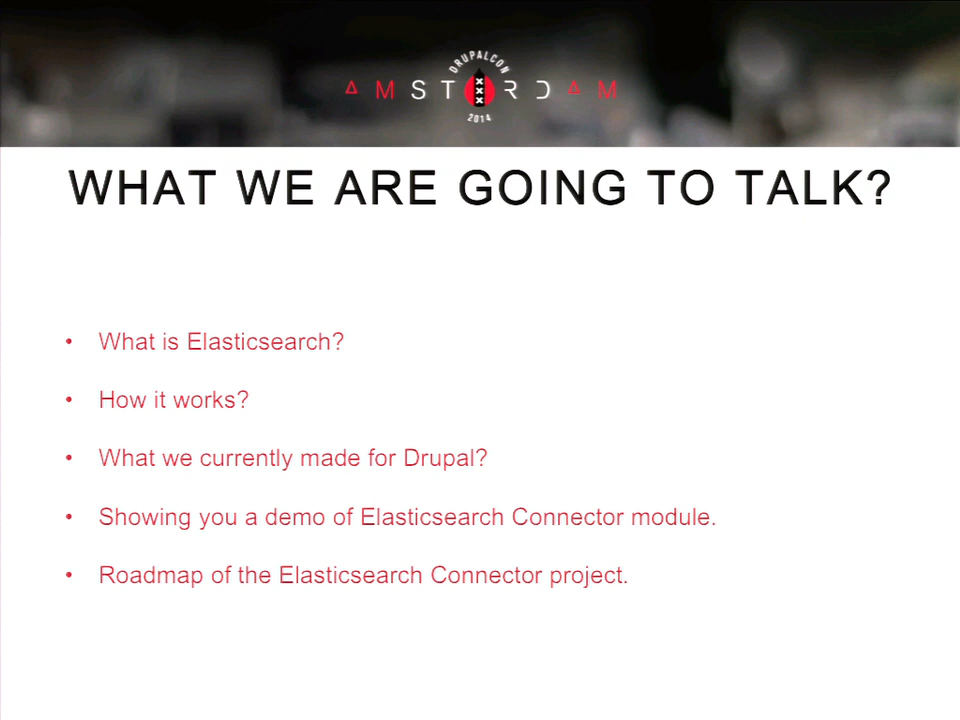 DRUPALCON
AMSTERDAM
2014
WHAT WE ARE GOING TO TALK?
• What is Elasticsearch?
• How it works?
• What we currently made for Drupal?
• Showing you a demo of Elasticsearch Connector module.
• Roadmap of the Elasticsearch Connector project.